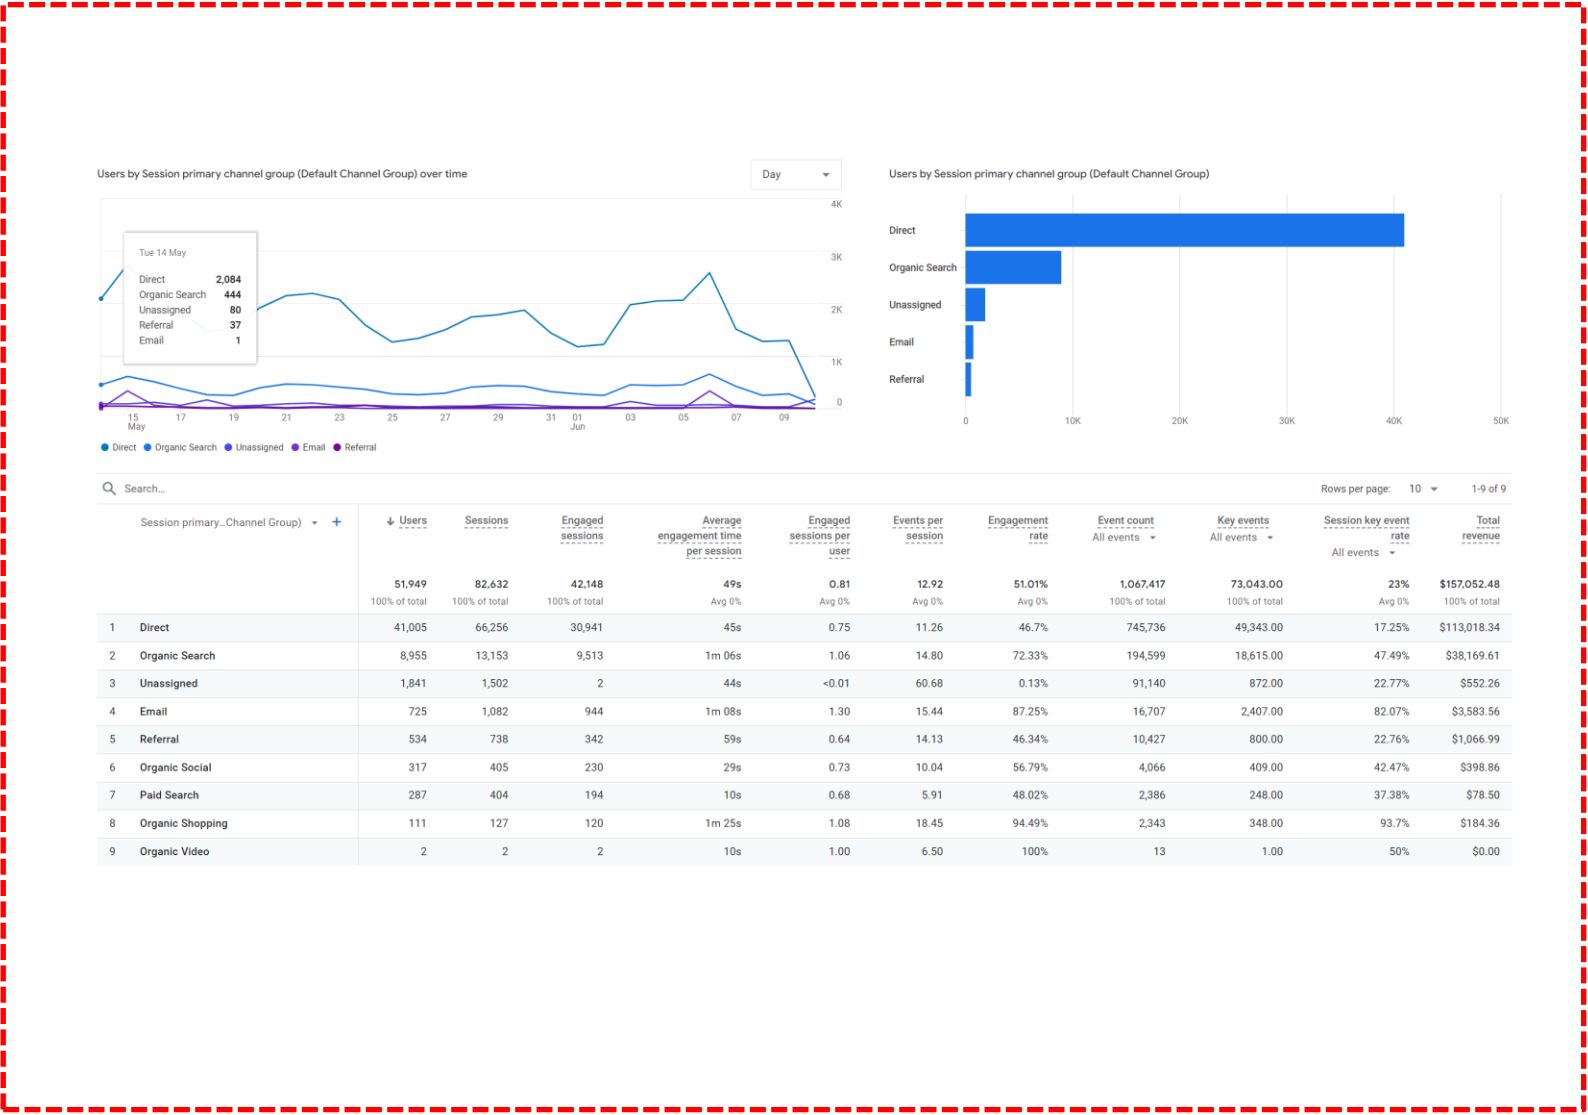 Users by Session primary channel group (Default Channel Group) over time
Day
4K
3K
2K
1K
0
Tue 14 May
Direct 2,084
Organic Search 444
Unassigned 80
Referral 37
Email 1
15 17 19 21 23 25 27 29 31 01 03 05 07 09
May Jun
Direct Organic Search Unassigned Email Referral
Users by Session primary channel group (Default Channel Group)
Direct
Organic Search
Unassigned
Email
Referral
0 10K 20K 30K 40K 50K
Search...
Rows per page: 10 1-9 of 9
Session primary...Channel Group) + Users Sessions Engaged sessions Average engagement time per session Engaged sessions per user Events per session Engagement rate Event count All events Key events All events Session key event rate All events Total revenue
51,949 82,632 42,148 49s 0.81 12.92 51.01% 1,067,417 73,043.00 23% $157,052.48
100% of total 100% of total 100% of total Avg 0% Avg 0% Avg 0% Avg 0% 100% of total 100% of total Avg 0% 100% of total
1 Direct 41,005 66,256 30,941 45s 0.75 11.26 46.7% 745,736 49,343.00 17.25% $113,018.34
2 Organic Search 8,955 13,153 9,513 1m 06s 1.06 14.80 72.33% 194,599 18,615.00 47.49% $38,169.61
3 Unassigned 1,841 1,502 2 44s <0.01 60.68 0.13% 91,140 872.00 22.77% $552.26
4 Email 725 1,082 944 1m 08s 1.30 15.44 87.25% 16,707 2,407.00 82.07% $3,583.56
5 Referral 534 738 342 59s 0.64 14.13 46.34% 10,427 800.00 22.76% $1,066.99
6 Organic Social 317 405 230 29s 0.73 10.04 56.79% 4,066 409.00 42.47% $398.86
7 Paid Search 287 404 194 10s 0.68 5.91 48.02% 2,386 248.00 37.38% $78.50
8 Organic Shopping 111 127 120 1m 25s 1.08 18.45 94.49% 2,343 348.00 93.7% $184.36
9 Organic Video 2 2 2 10s 1.00 6.50 100% 13 1.00 50% $0.00